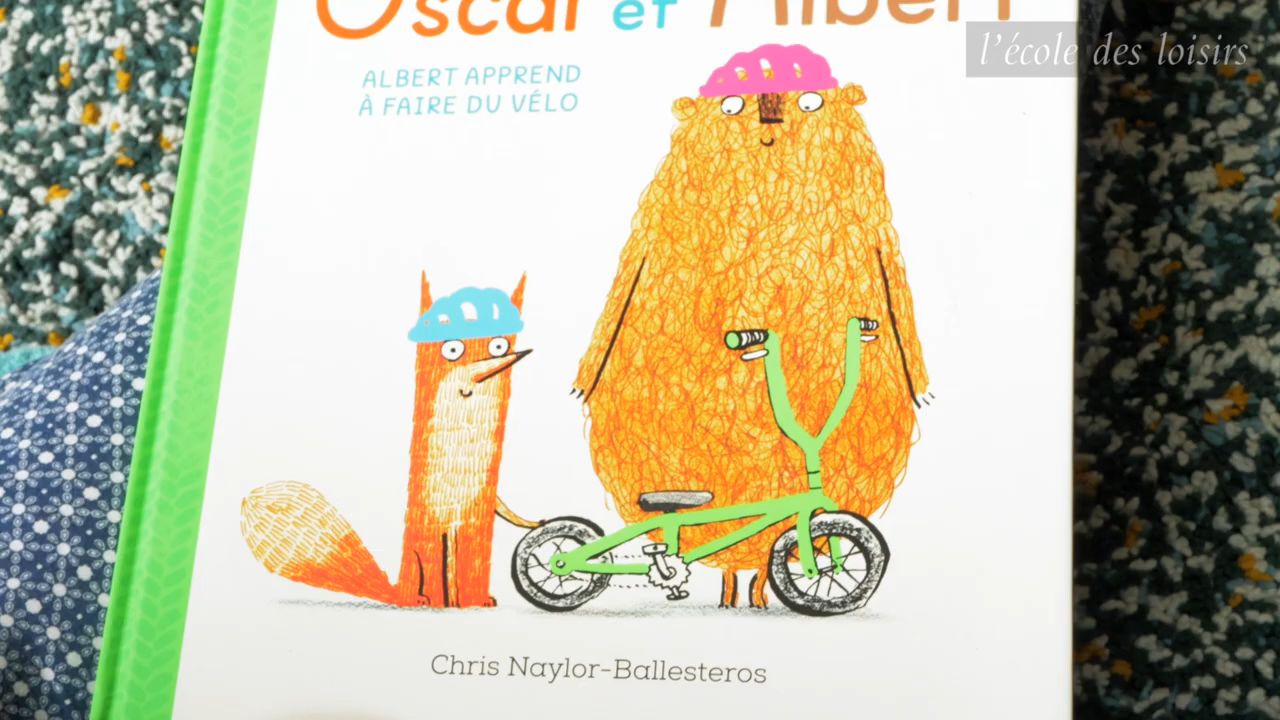 Oscar et Albert
l'école des loisirs
ALBERT APPREND
À FAIRE DU VÉLO
Chris Naylor-Ballesteros